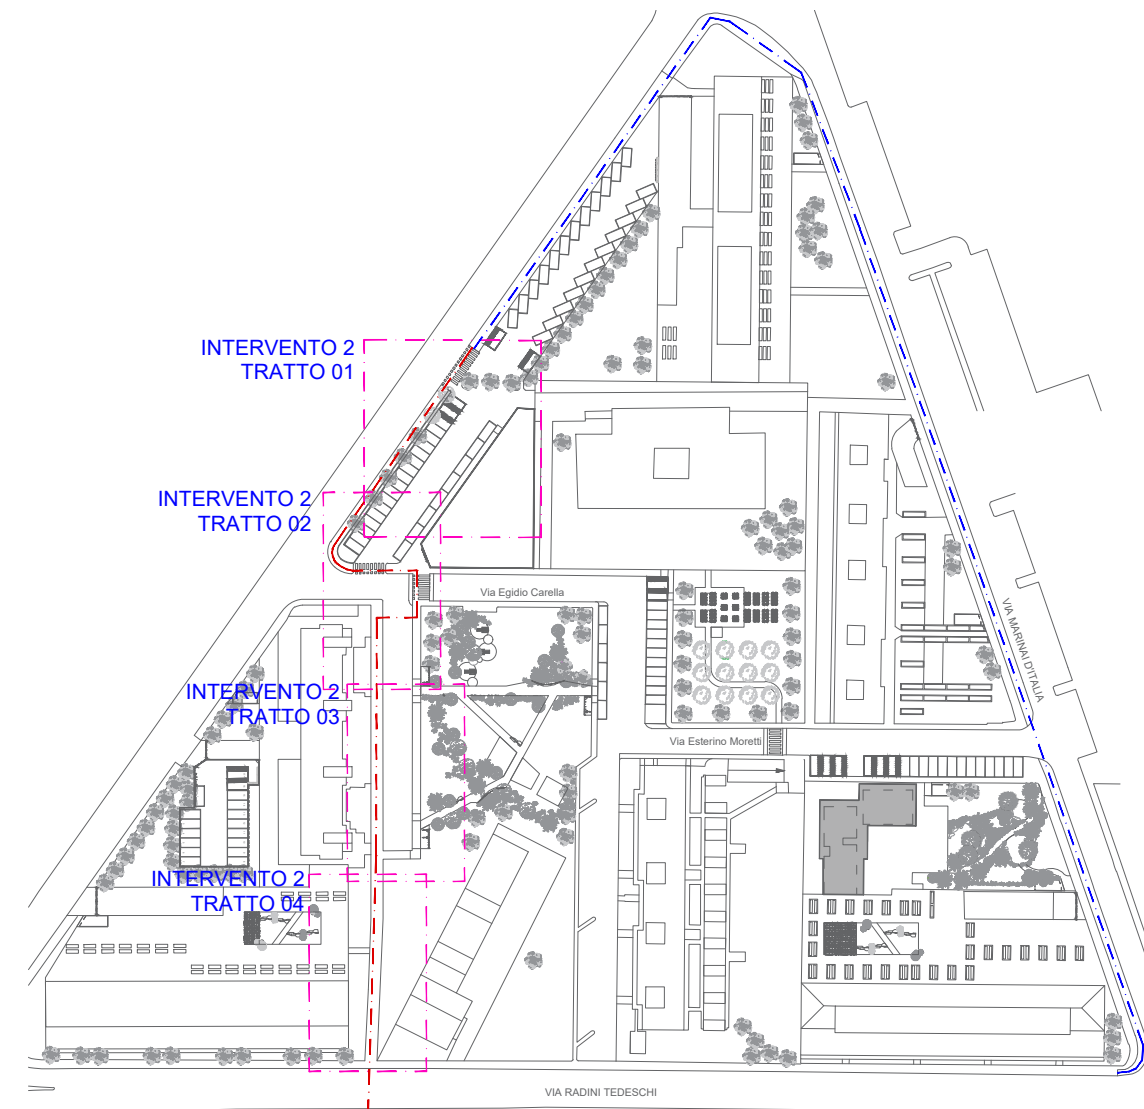 INTERVENTO 2
TRATTO 01
INTERVENTO 2
TRATTO 02
Via Egidio Carella
VIA MARINAI D'ITALIA
INTERVENTO 2
TRATTO 03
Via Esterino Moretti
INTERVENTO 2
TRATTO 04
VIA RADINI TEDESCHI